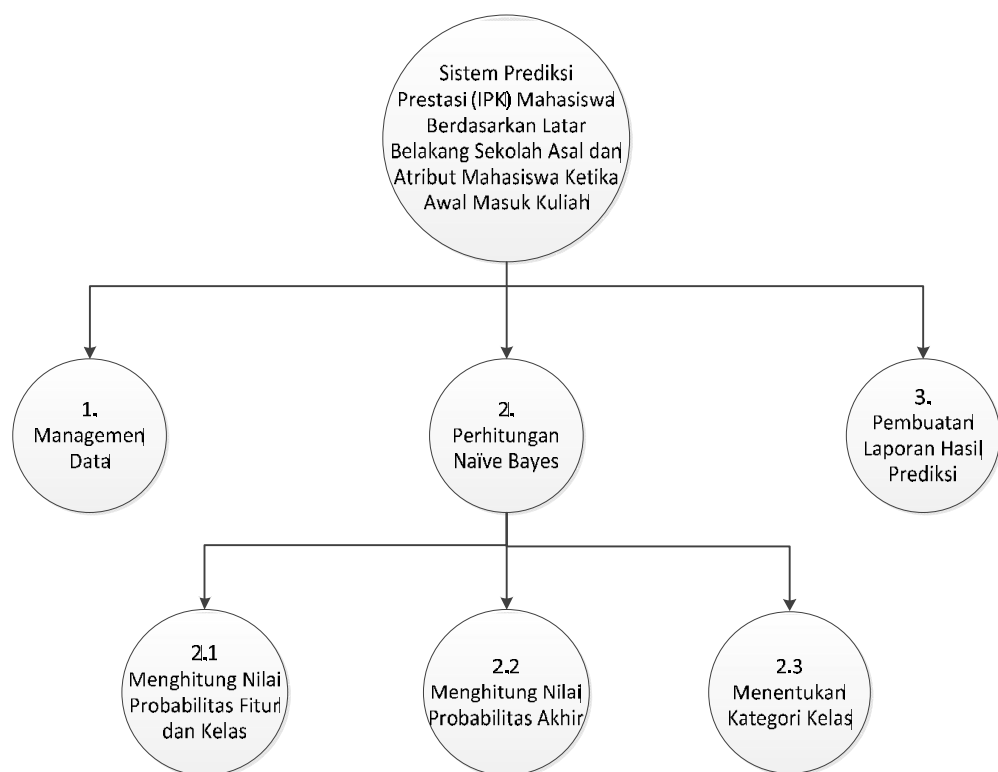 Sistem Prediksi
Prestasi (IPK) Mahasiswa
Berdasarkan Latar
Belakang Sekolah Asal dan
Atribut Mahasiswa Ketika
Awal Masuk Kuliah
1.
Managemen
Data
2.
Perhitungan
Naïve Bayes
3.
Pembuatan
Laporan Hasil
Prediksi
2.1
Menghitung Nilai
Probabilitas Fitur
dan Kelas
2.2
Menghitung Nilai
Probabilitas Akhir
2.3
Menentukan
Kategori Kelas